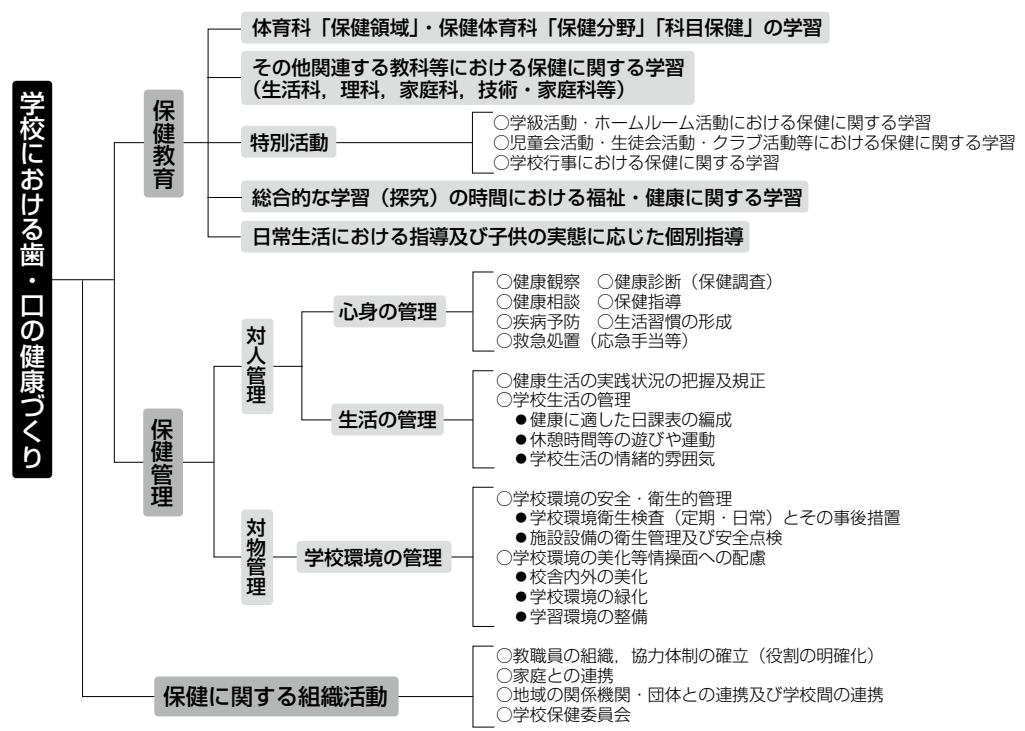 学校における歯・口の健康づくり
保健教育
体育科「保健領域」・保健体育科「保健分野」「科目保健」の学習
その他関連する教科等における保健に関する学習
（生活科，理科，家庭科，技術・家庭科等）
特別活動
○学級活動・ホームルーム活動における保健に関する学習
○児童会活動・生徒会活動・クラブ活動等における保健に関する学習
○学校行事における保健に関する学習
総合的な学習（探究）の時間における福祉・健康に関する学習
日常生活における指導及び子供の実態に応じた個別指導
保健管理
対人管理
心身の管理
○健康観察　○健康診断（保健調査）
○健康相談　○保健指導
○疾病予防　○生活習慣の形成
○救急処置（応急手当等）
生活の管理
○健康生活の実践状況の把握及規正
○学校生活の管理
●健康に適した日課表の編成
●休憩時間等の遊びや運動
●学校生活の情緒的雰囲気
対物管理
学校環境の管理
○学校環境の安全・衛生的管理
●学校環境衛生検査（定期・日常）とその事後措置
●施設設備の衛生管理及び安全点検
○学校環境の美化等情操面への配慮
●校舎内外の美化
●学校環境の緑化
●学習環境の整備
保健に関する組織活動
○教職員の組織，協力体制の確立（役割の明確化）
○家庭との連携
○地域の関係機関・団体との連携及び学校間の連携
○学校保健委員会